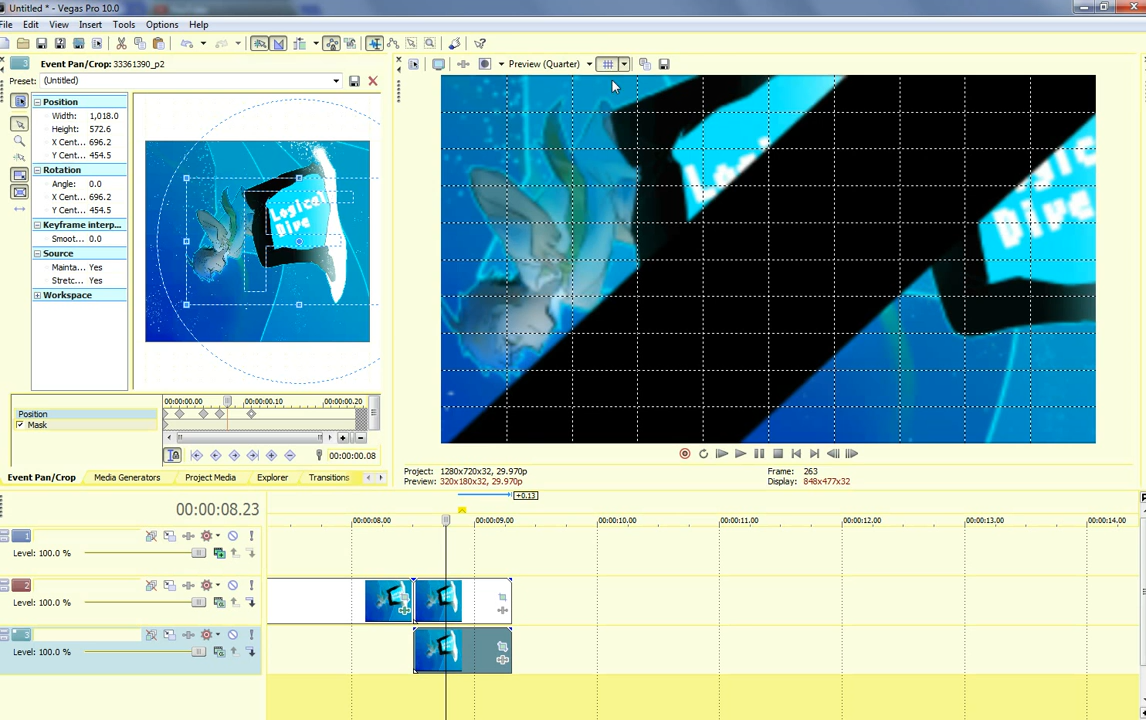 Untitled * - Vegas Pro 10.0
File Edit View Insert Tools Options Help
Event Pan/Crop: 33361390_p2
Preset: (Untitled)
Preview (Quarter)
Position
Width: 1,018.0
Height: 572.6
X Cent... 696.2
Y Cent... 454.5
Rotation
Angle: 0.0
X Cent... 696.2
Y Cent... 454.5
Keyframe interp...
Smoot... 0.0
Source
Mainta... Yes
Stretc... Yes
Workspace
Logical
Dive
Logi
Dive
00:00:00.00 00:00:00.10 00:00:00.20
Position
Mask
00:00:00.08
Event Pan/Crop Media Generators Project Media Explorer Transitions
Project: 1280x720x32, 29.970p
Preview: 320x180x32, 29.970p
Frame: 263
Display: 848x477x32
+0.13
00:00:08.23
00:00:08.00 00:00:09.00 00:00:10.00 00:00:11.00 00:00:12.00 00:00:13.00 00:00:14.00
1
Level: 100.0 %
2
Level: 100.0 %
3
Level: 100.0 %